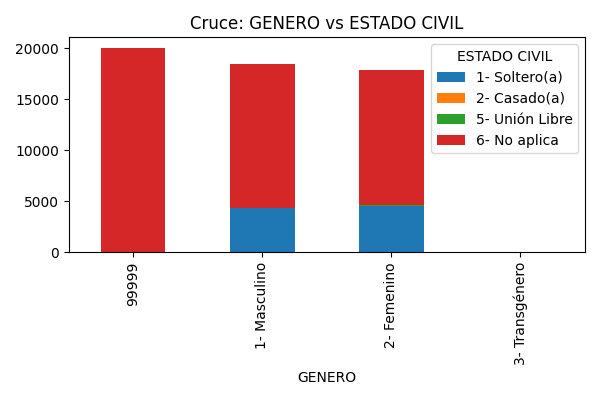 Cruce: GENERO vs ESTADO CIVIL
20000
15000
10000
5000
0
ESTADO CIVIL
1- Soltero(a)
2- Casado(a)
5- Unión Libre
6- No aplica
99999
1- Masculino
2- Femenino
3- Transgénero
GENERO